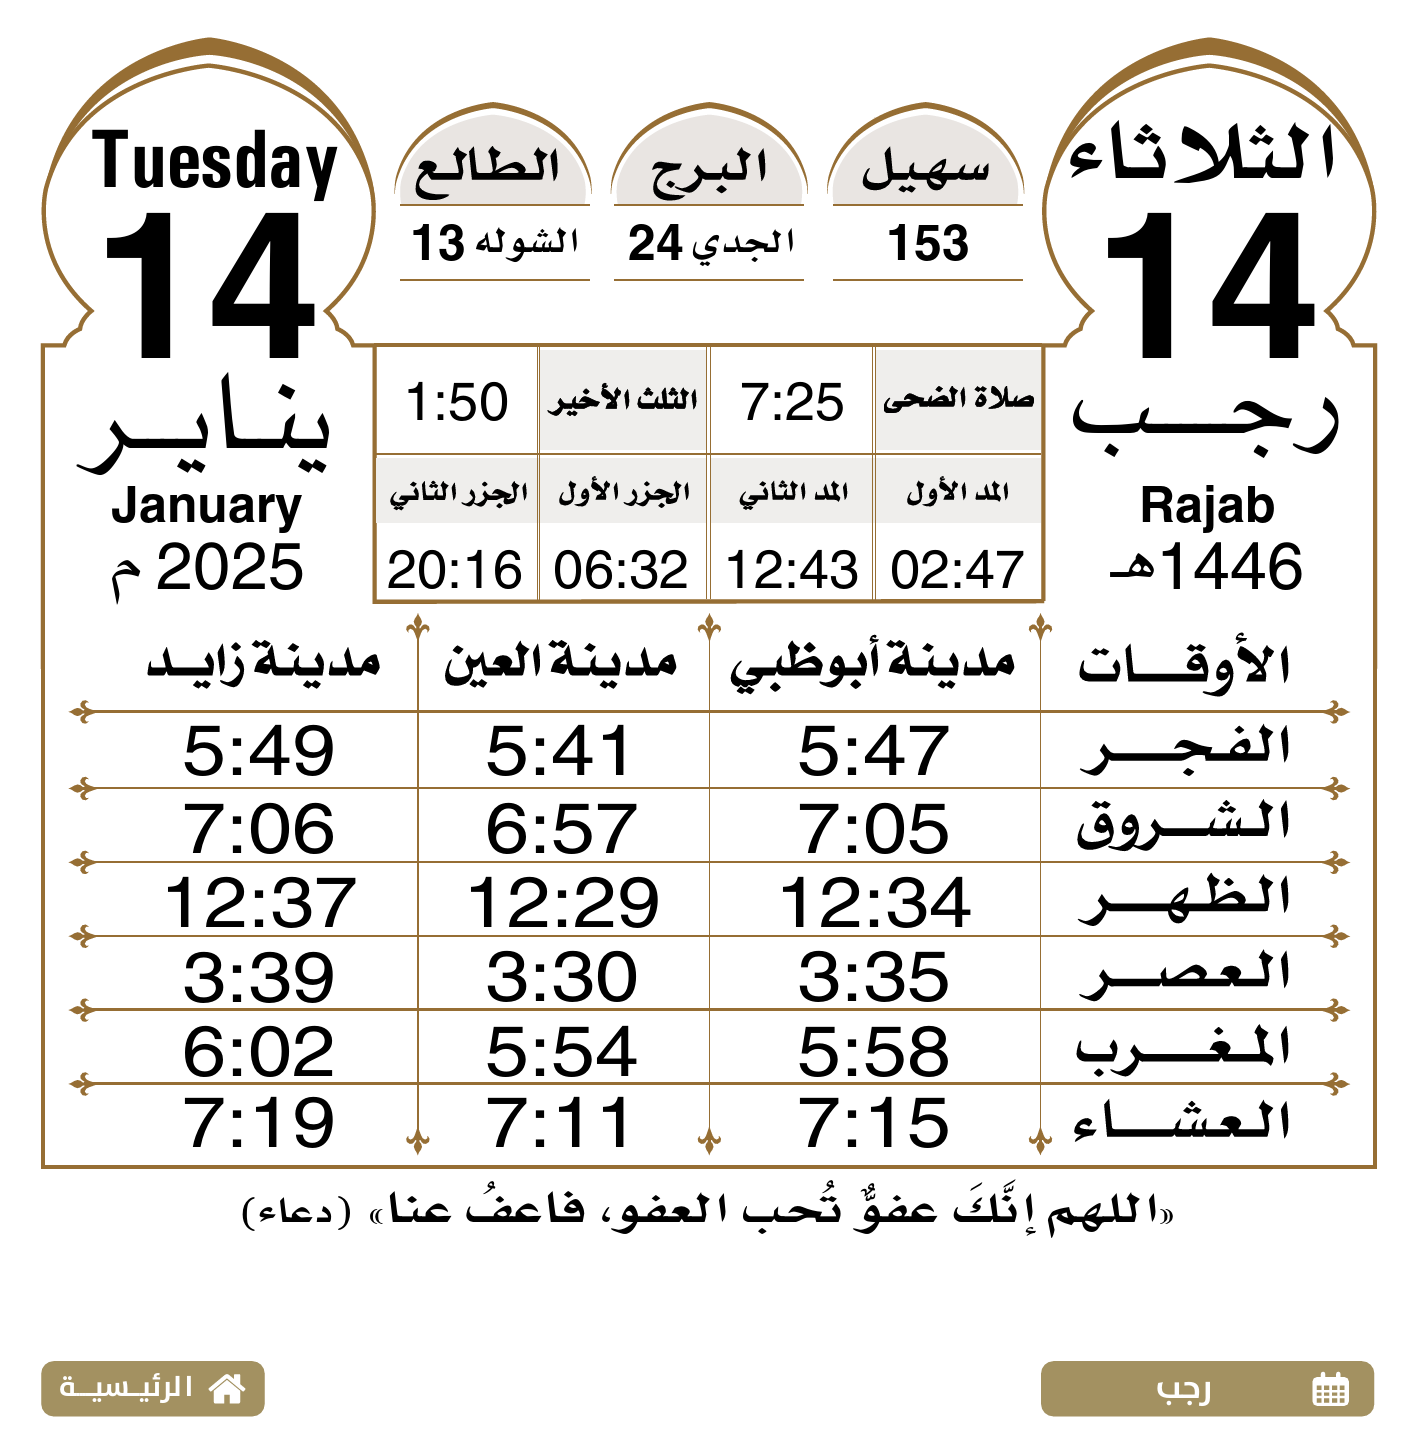 الثلاثاء
14
رجب
Rajab
1446هـ
سهيل
153
البرج
الجدي 24
الطالع
الشوله 13
Tuesday
14
يناير
January
2025 م
صلاة الضحى 7:25 الثلث الأخير 1:50
المد الأول المد الثاني الجزر الأول الجزر الثاني
02:47 12:43 06:32 20:16
الأوقات مدينة أبوظبي مدينة العين مدينة زايد
الفجر 5:47 5:41 5:49
الشروق 7:05 6:57 7:06
الظهر 12:34 12:29 12:37
العصر 3:35 3:30 3:39
المغرب 5:58 5:54 6:02
العشاء 7:15 7:11 7:19
«اللهم إنَّكَ عفوٌّ تُحب العفو، فاعفُ عنا» (دعاء)
رجب
الرئيسية